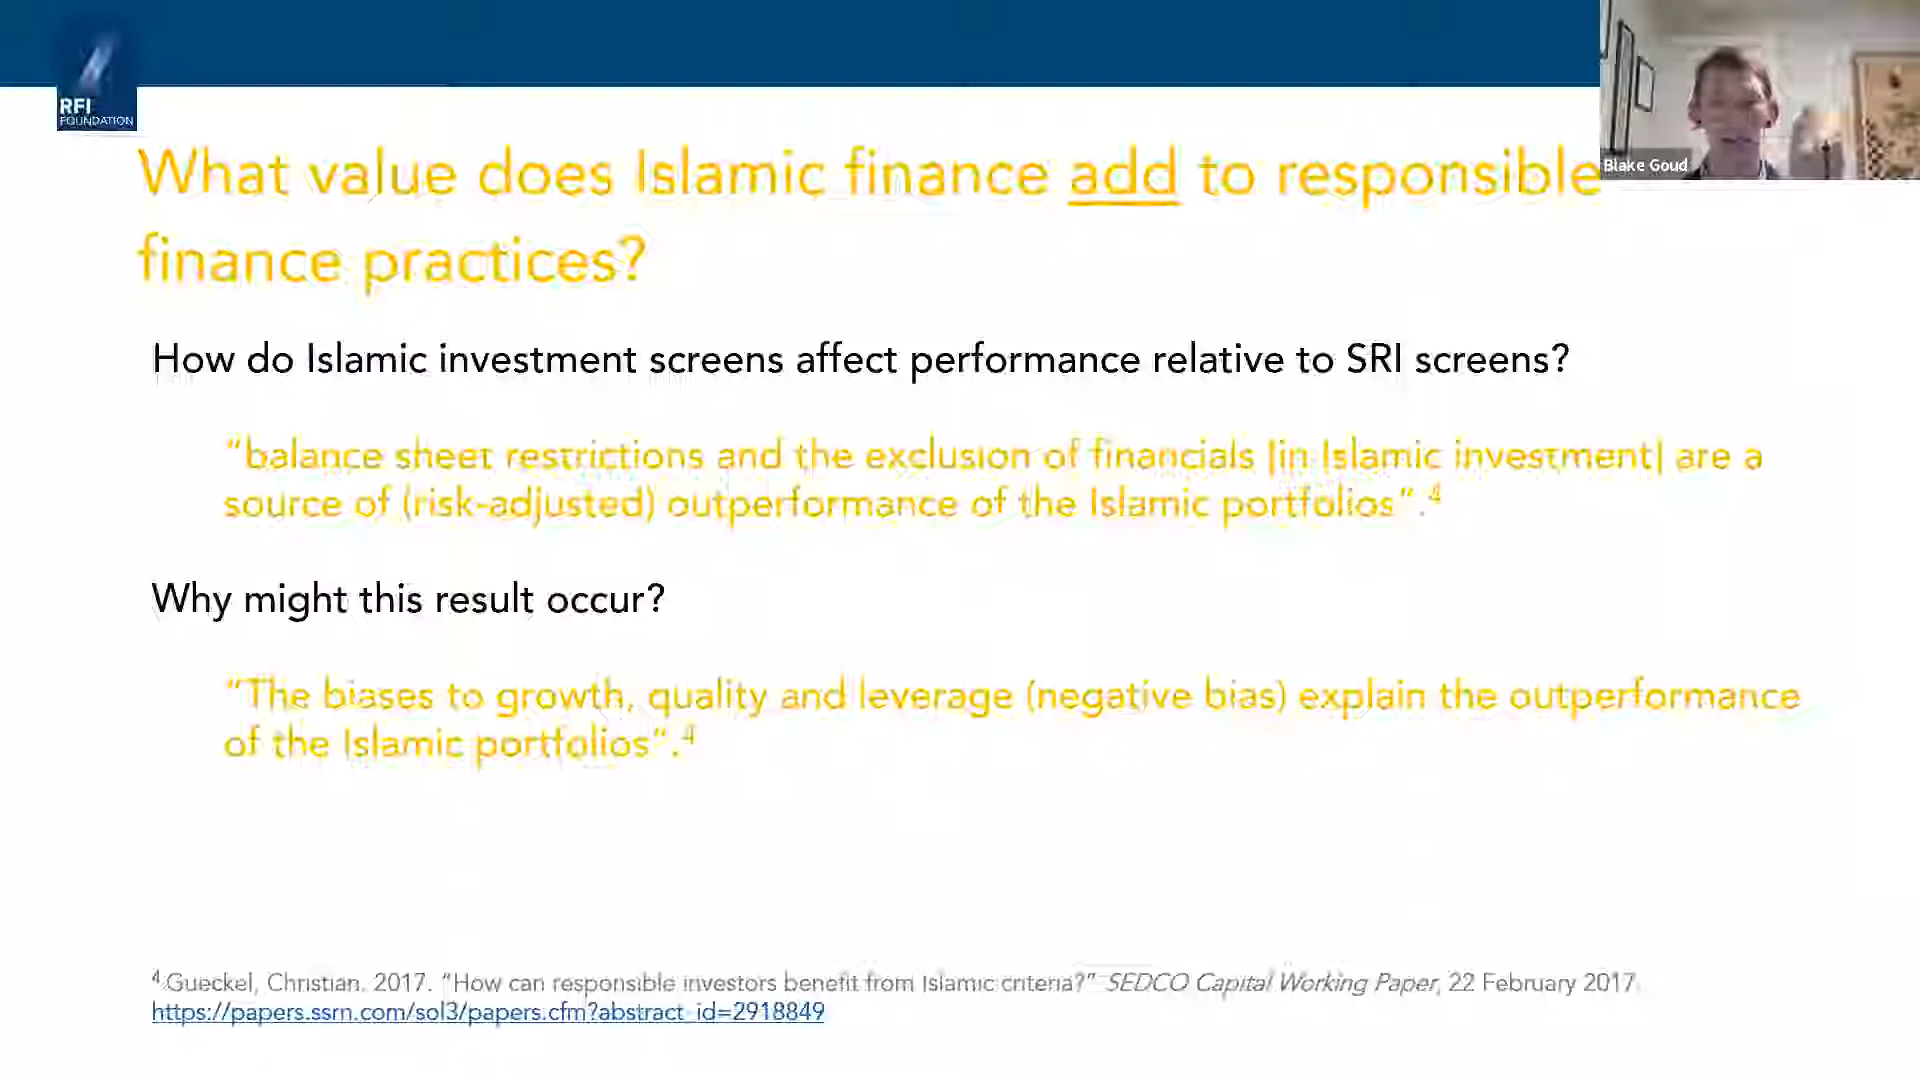 RFI
FOUNDATION
Blake Goud
What value does Islamic finance add to responsible
finance practices?
How do Islamic investment screens affect performance relative to SRI screens?
“balance sheet restrictions and the exclusion of financials [in Islamic investment] are a
source of (risk-adjusted) outperformance of the Islamic portfolios”.4
Why might this result occur?
“The biases to growth, quality and leverage (negative bias) explain the outperformance
of the Islamic portfolios”.4
4 Gueckel, Christian. 2017. “How can responsible investors benefit from Islamic criteria?” SEDCO Capital Working Paper, 22 February 2017.
https://papers.ssrn.com/sol3/papers.cfm?abstract_id=2918849